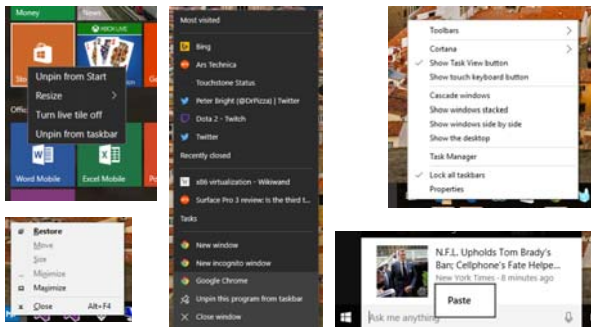 Money
News
XBOX LIVE
Sto
Unpin from Start
Resize
Turn live tile off
Unpin from taskbar
Offic
Word Mobile
Excel Mobile
Po
Restore
Move
Size
Minimize
Maximize
Close Alt+F4
Most visited
Bing
Ars Technica
Touchstone Status
Peter Bright (@DrPizza) | Twitter
Dota 2 - Twitch
Twitter
Recently closed
x86 virtualization - Wikiwand
Surface Pro 3 review: Is the third t...
Tasks
New window
New incognito window
Google Chrome
Unpin this program from taskbar
Close window
Toolbars
Cortana
Show Task View button
Show touch keyboard button
Cascade windows
Show windows stacked
Show windows side by side
Show the desktop
Task Manager
Lock all taskbars
Properties
N.F.L. Upholds Tom Brady's
Ban; Cellphone's Fate Helpe...
New York Times - 8 minutes ago
Paste
Ask me anything